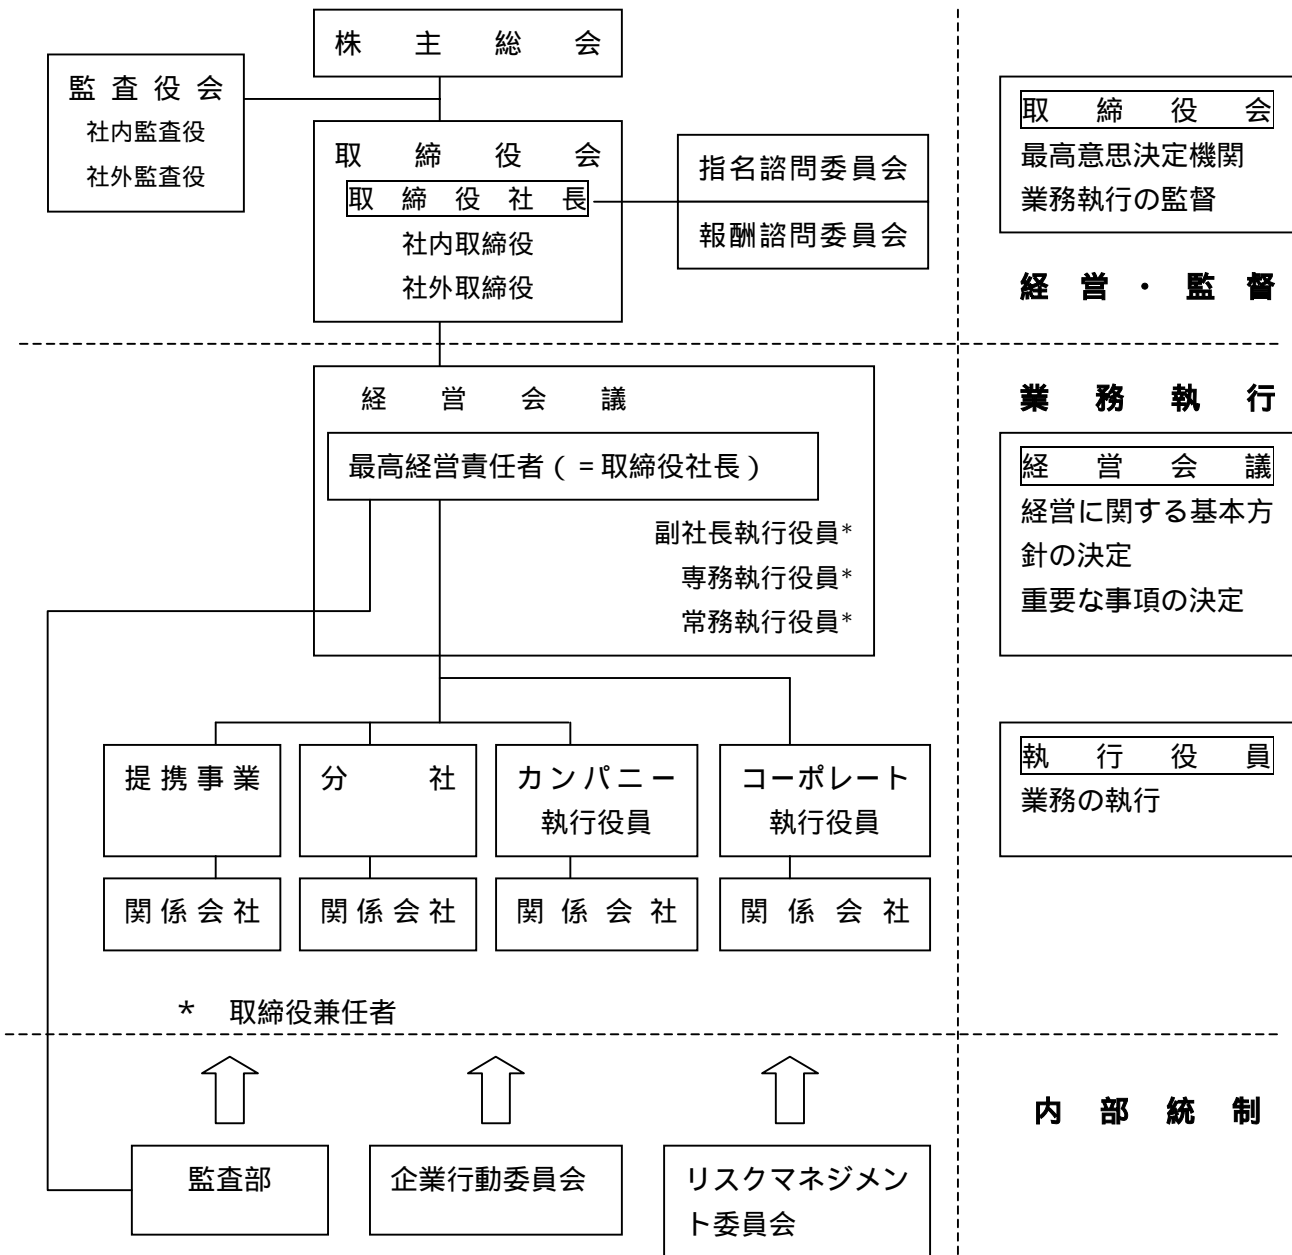 株主総会
監査役会
社内監査役
社外監査役
取締役会
取締役社長
社内取締役
社外取締役
指名諮問委員会
報酬諮問委員会
取締役会
最高意思決定機関
業務執行の監督
経営・監督
経営会議
最高経営責任者(=取締役社長)
副社長執行役員*
専務執行役員*
常務執行役員*
業務執行
経営会議
経営に関する基本方
針の決定
重要な事項の決定
提携事業
分社
カンパニー
執行役員
コーポレート
執行役員
執行役員
業務の執行
関係会社
関係会社
関係会社
関係会社
* 取締役兼任者
内部統制
監査部
企業行動委員会
リスクマネジメン
ト委員会